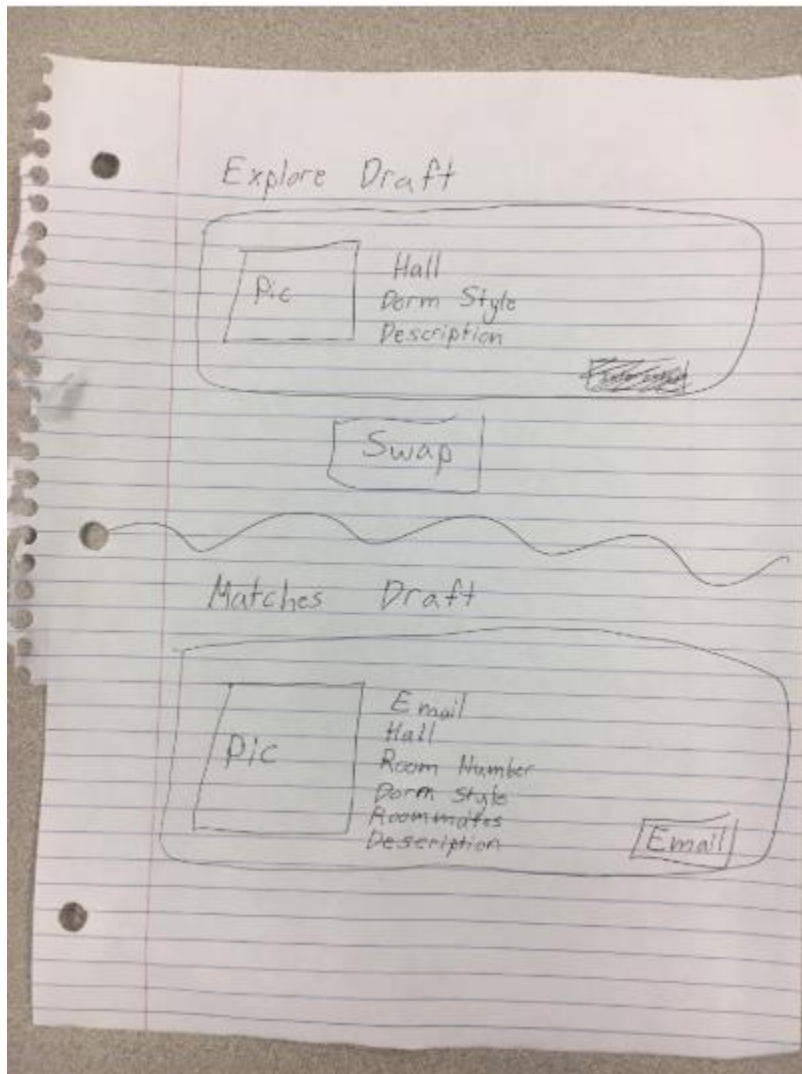 Explore Draft
Pic
Hall
Dorm Style
Description
Swap
Matches Draft
Pic
Email
Hall
Room Number
Dorm Style
Roommates
Description
Email